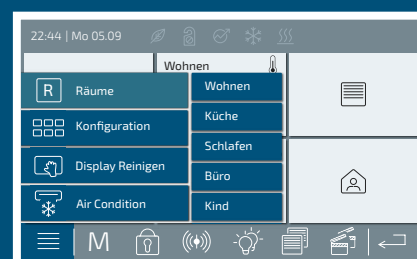 22:44 | Mo 05.09
Wohnen
R Räume
Wohnen
Küche
Konfiguration
Schlafen
Display Reinigen
Büro
Air Condition
Kind
M